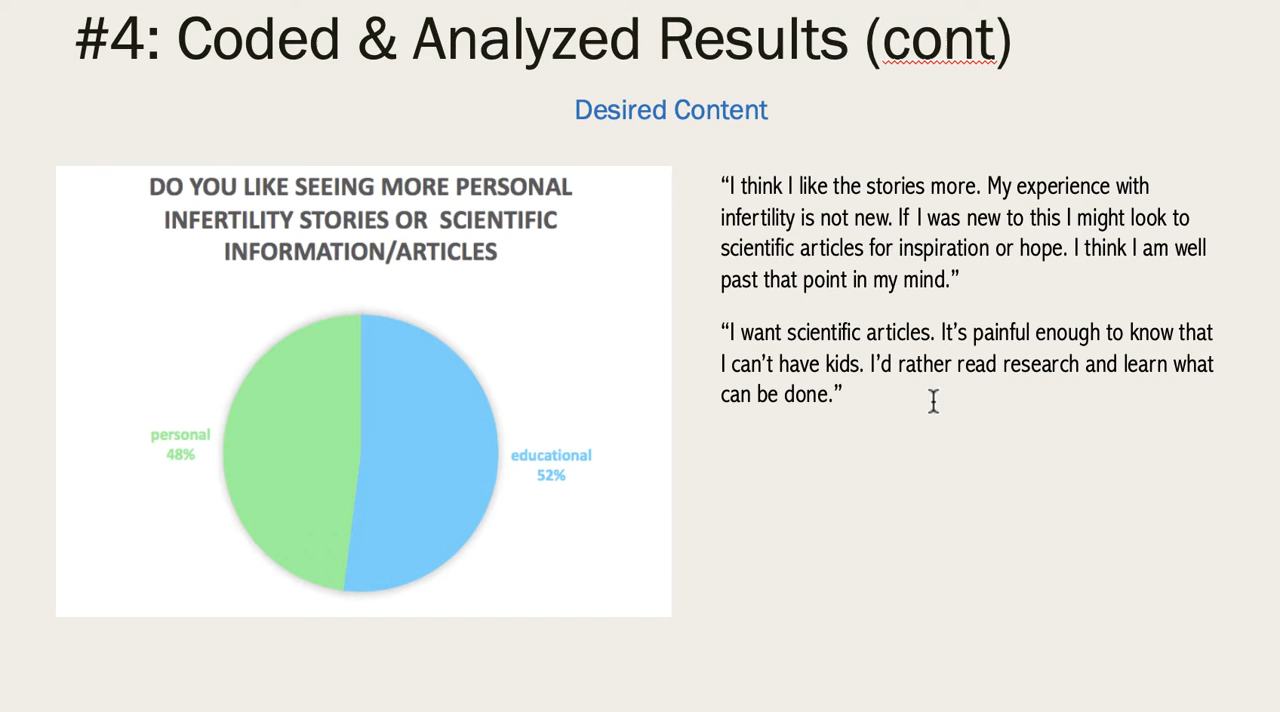 #4: Coded & Analyzed Results (cont)
Desired Content
DO YOU LIKE SEEING MORE PERSONAL
INFERTILITY STORIES OR SCIENTIFIC
INFORMATION/ARTICLES
personal
48%
educational
52%
“I think I like the stories more. My experience with
infertility is not new. If I was new to this I might look to
scientific articles for inspiration or hope. I think I am well
past that point in my mind.”
“I want scientific articles. It’s painful enough to know that
I can’t have kids. I’d rather read research and learn what
can be done.”